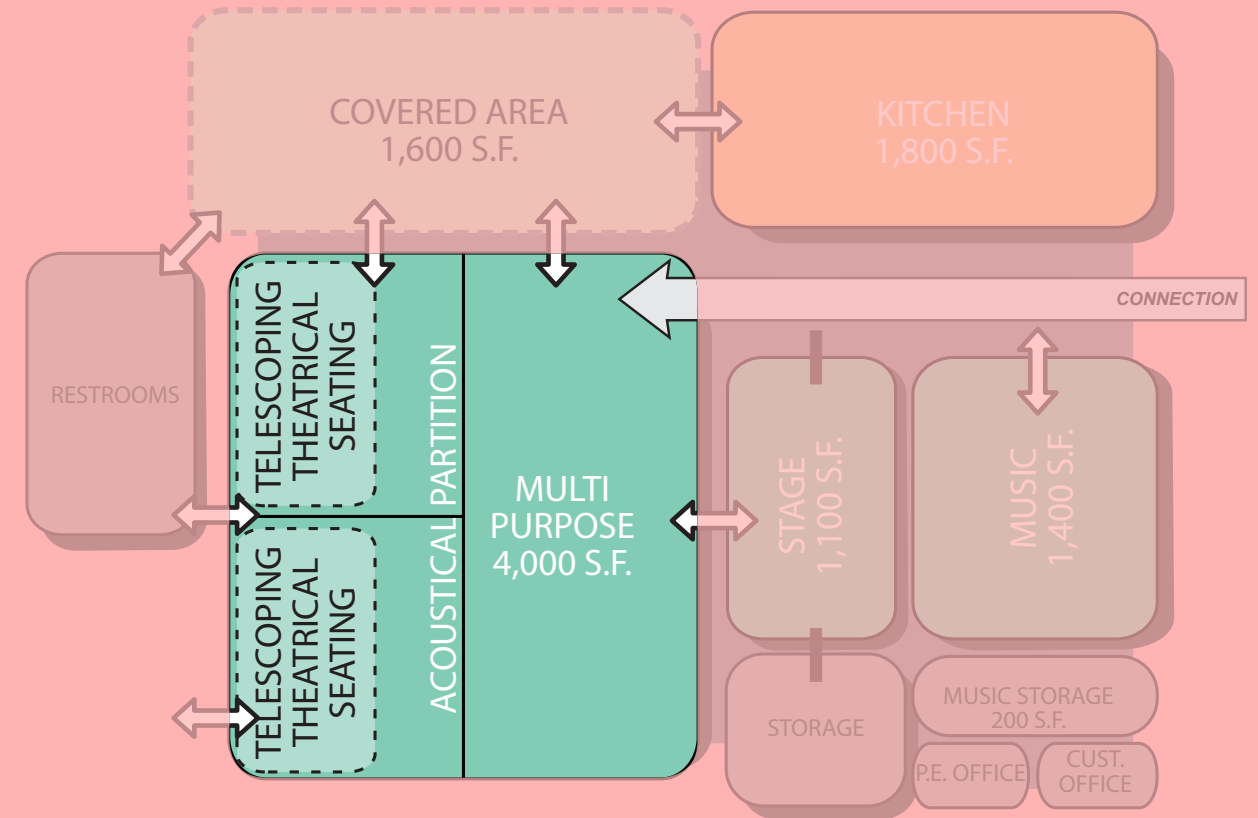 COVERED AREA
1,600 S.F.
KITCHEN
1,800 S.F.
CONNECTION
RESTROOMS
TELESCOPING
THEATRICAL
SEATING
TELESCOPING
THEATRICAL
SEATING
ACOUSTICAL PARTITION
MULTI
PURPOSE
4,000 S.F.
STAGE
1,100 S.F.
MUSIC
1,400 S.F.
STORAGE
MUSIC STORAGE
200 S.F.
P.E. OFFICE
CUST.
OFFICE